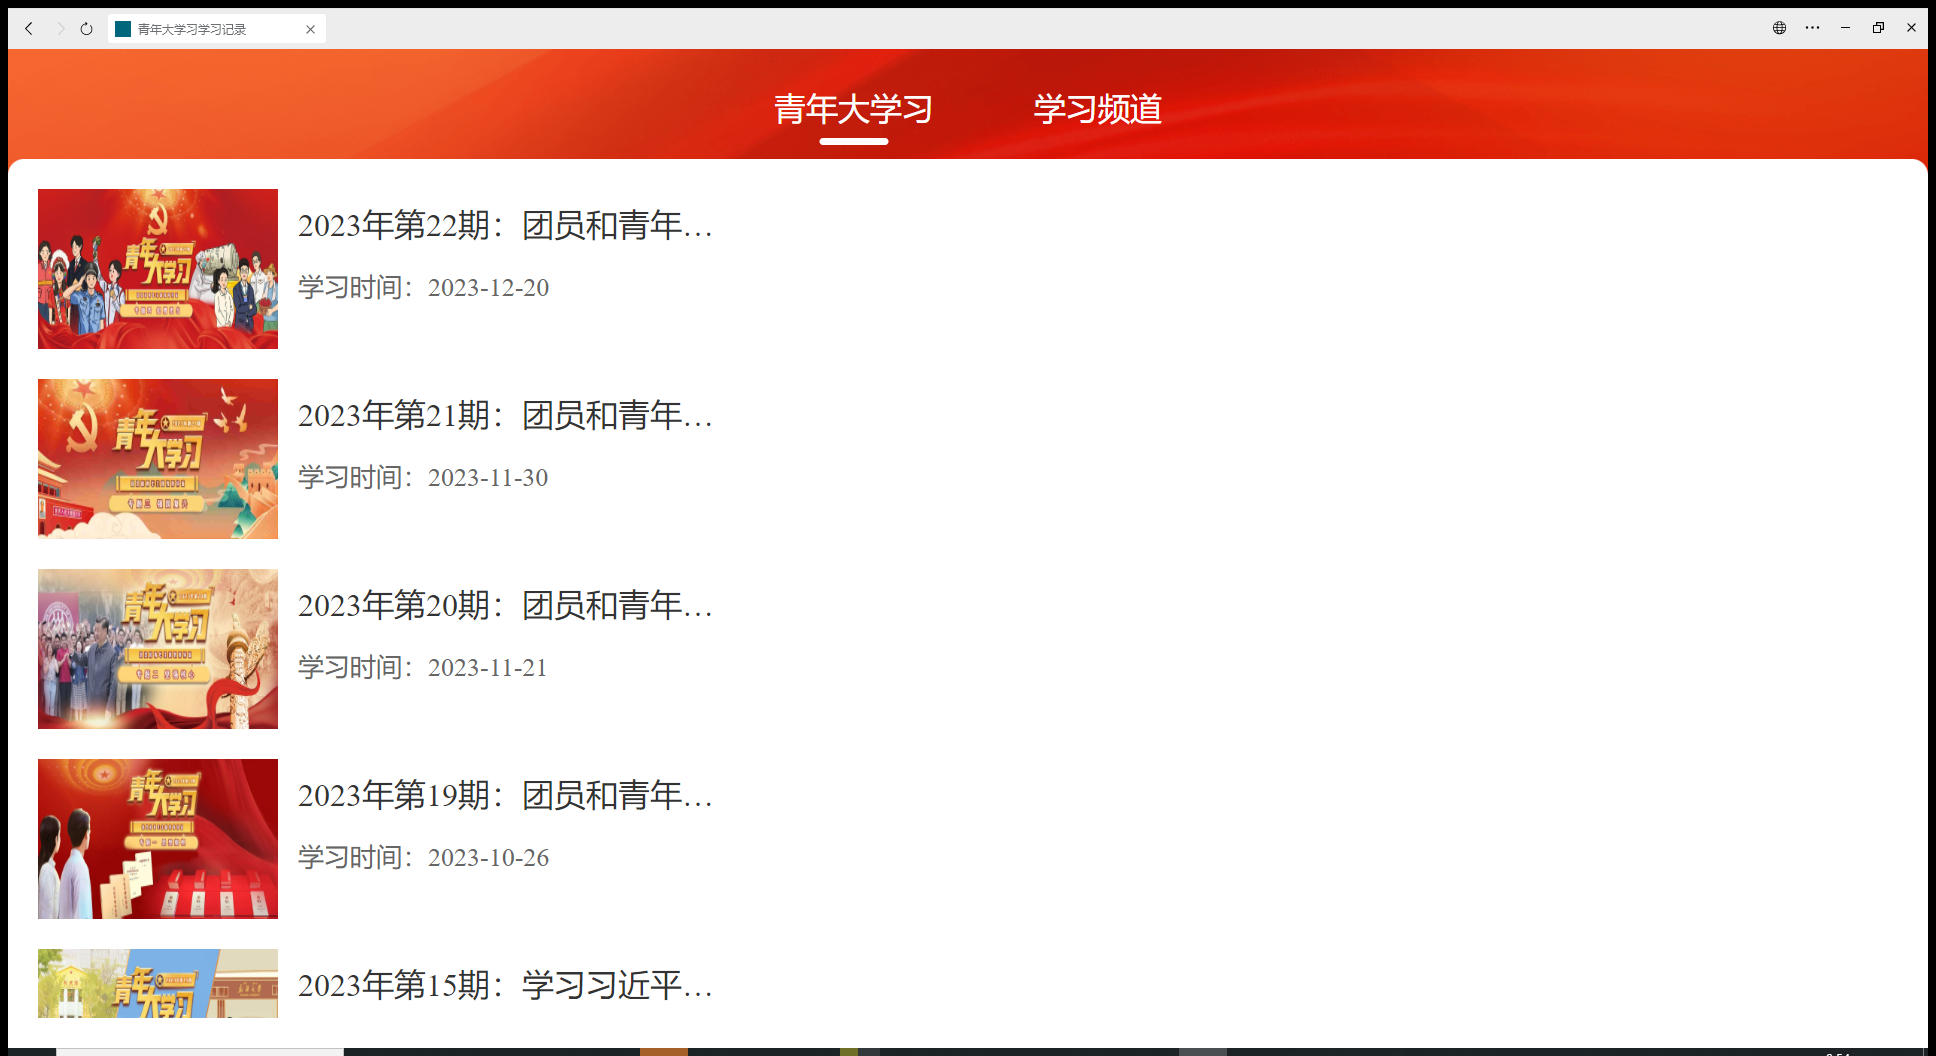 青年大学习学习记录
青年大学习
学习频道
青年大学习
2023年第22期：团员和青年…
学习时间：2023-12-20
青年大学习
专题三 强国复兴
2023年第21期：团员和青年…
学习时间：2023-11-30
青年大学习
2023年第20期：团员和青年…
学习时间：2023-11-21
青年大学习
2023年第19期：团员和青年…
学习时间：2023-10-26
青年大学习
2023年第15期：学习习近平…